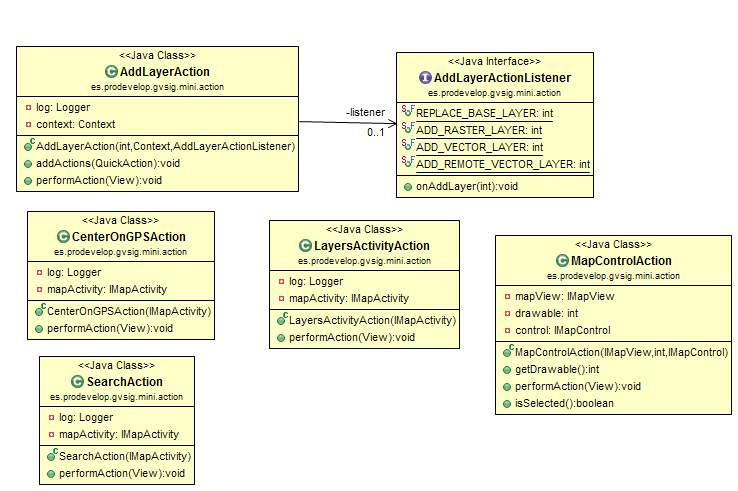 <<Java Class>>
AddLayerAction
es.prodevelop.gvsig.mini.action
log: Logger
context: Context
AddLayerAction(int,Context,AddLayerActionListener)
addActions(QuickAction):void
performAction(View):void
-listener
0..1
<<Java Interface>>
AddLayerActionListener
es.prodevelop.gvsig.mini.action
REPLACE_BASE_LAYER: int
ADD_RASTER_LAYER: int
ADD_VECTOR_LAYER: int
ADD_REMOTE_VECTOR_LAYER: int
onAddLayer(int):void
<<Java Class>>
CenterOnGPSAction
es.prodevelop.gvsig.mini.action
log: Logger
mapActivity: IMapActivity
CenterOnGPSAction(IMapActivity)
performAction(View):void
<<Java Class>>
LayersActivityAction
es.prodevelop.gvsig.mini.action
log: Logger
mapActivity: IMapActivity
LayersActivityAction(IMapActivity)
performAction(View):void
<<Java Class>>
MapControlAction
es.prodevelop.gvsig.mini.action
mapView: IMapView
drawable: int
control: IMapControl
MapControlAction(IMapView,int,IMapControl)
getDrawable():int
performAction(View):void
isSelected():boolean
<<Java Class>>
SearchAction
es.prodevelop.gvsig.mini.action
log: Logger
mapActivity: IMapActivity
SearchAction(IMapActivity)
performAction(View):void